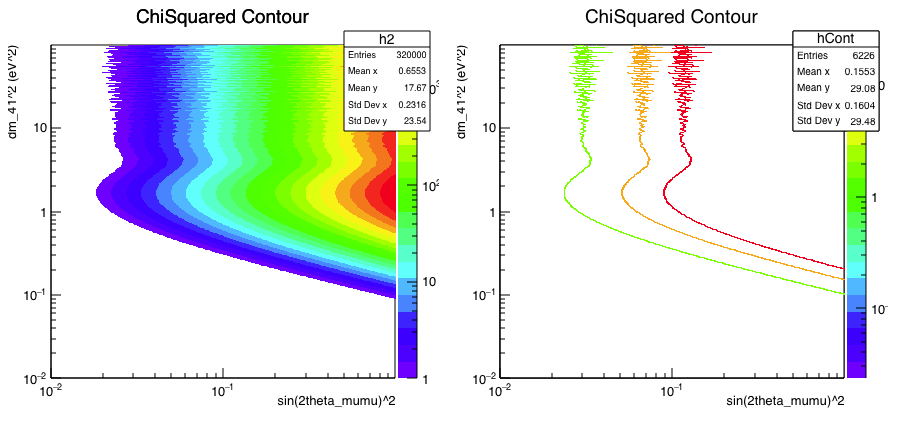 ChiSquared Contour
h2
Entries 320000
Mean x 0.6553
Mean y 17.67
Std Dev x 0.2316
Std Dev y 23.54
dm_41^2 (eV^2)
10
1
10⁻¹
10⁻²
10⁻²
10⁻¹
sin(2theta_mumu)^2
10²
10
1
ChiSquared Contour
hCont
Entries 6226
Mean x 0.1553
Mean y 29.08
Std Dev x 0.1604
Std Dev y 29.48
dm_41^2 (eV^2)
10
1
10⁻¹
10⁻²
10⁻²
10⁻¹
sin(2theta_mumu)^2
1
10⁻